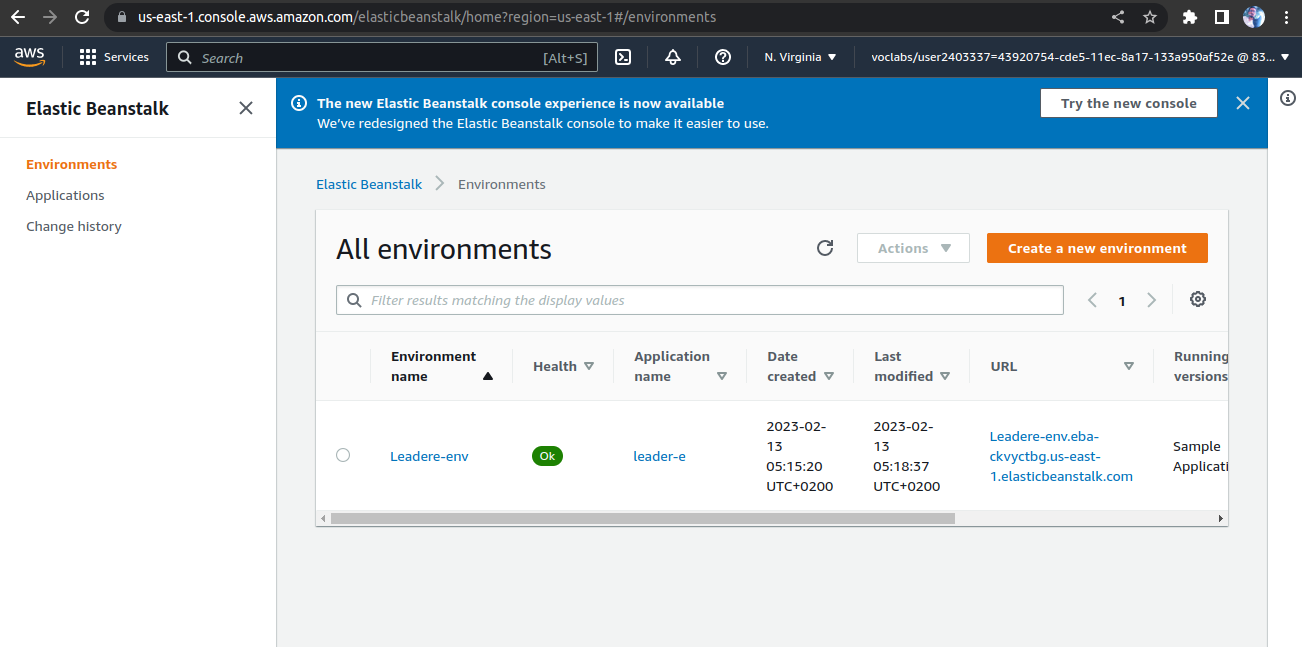 us-east-1.console.aws.amazon.com/elasticbeanstalk/home?region=us-east-1#/environments
aws
Services
Search
[Alt+S]
N. Virginia
voclabs/user2403337=43920754-cde5-11ec-8a17-133a950af52e @ 83...
Elastic Beanstalk
Environments
Applications
Change history
The new Elastic Beanstalk console experience is now available
We've redesigned the Elastic Beanstalk console to make it easier to use.
Try the new console
Elastic Beanstalk
Environments
All environments
Actions
Create a new environment
Filter results matching the display values
1
Environment
name
Health
Application
name
Date
created
Last
modified
URL
Running
versions
Leadere-env
Ok
leader-e
2023-02-
13
05:15:20
UTC+0200
2023-02-
13
05:18:37
UTC+0200
Leadere-env.eba-
ckvyctbg.us-east-
1.elasticbeanstalk.com
Sample
Applicati